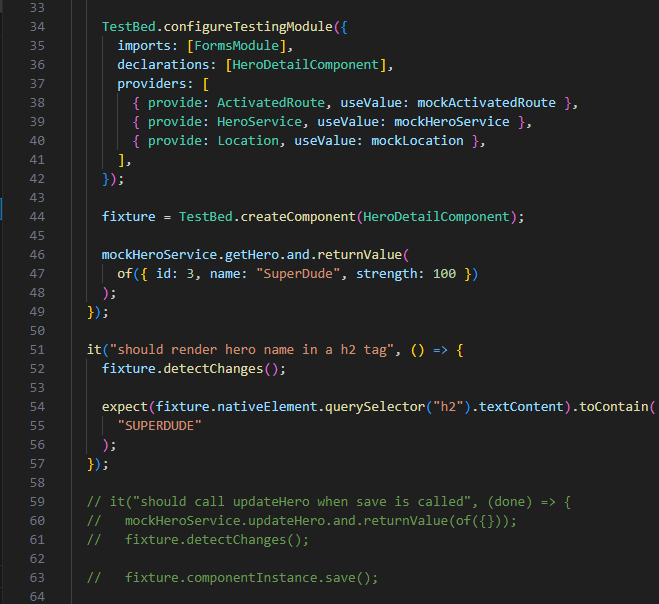 33
34 TestBed.configureTestingModule({
35 imports: [FormsModule],
36 declarations: [HeroDetailComponent],
37 providers: [
38 { provide: ActivatedRoute, useValue: mockActivatedRoute },
39 { provide: HeroService, useValue: mockHeroService },
40 { provide: Location, useValue: mockLocation },
41 ],
42 });
43
44 fixture = TestBed.createComponent(HeroDetailComponent);
45
46 mockHeroService.getHero.and.returnValue(
47 of({ id: 3, name: "SuperDude", strength: 100 })
48 );
49 });
50
51 it("should render hero name in a h2 tag", () => {
52 fixture.detectChanges();
53
54 expect(fixture.nativeElement.querySelector("h2").textContent).toContain(
55 "SUPERDUDE"
56 );
57 });
58
59 // it("should call updateHero when save is called", (done) => {
60 //   mockHeroService.updateHero.and.returnValue(of({}));
61 //   fixture.detectChanges();
62
63 //   fixture.componentInstance.save();
64